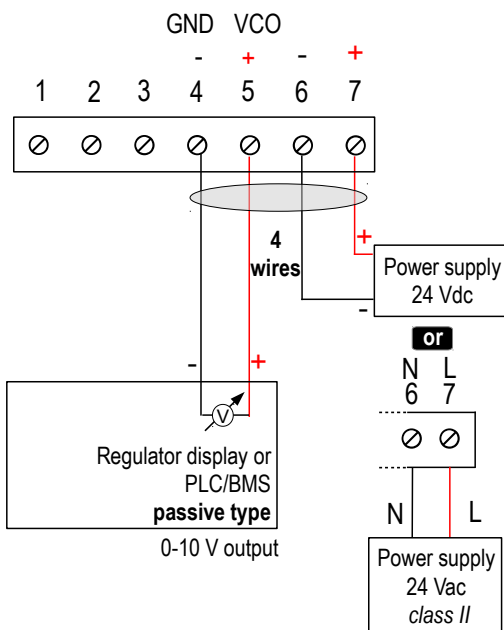 GND VCO
- + - +
1 2 3 4 5 6 7
4
wires
+
Power supply
24 Vdc
-
or
N L
6 7
- +
V
Regulator display or
PLC/BMS
passive type
0-10 V output
N L
Power supply
24 Vac
class II